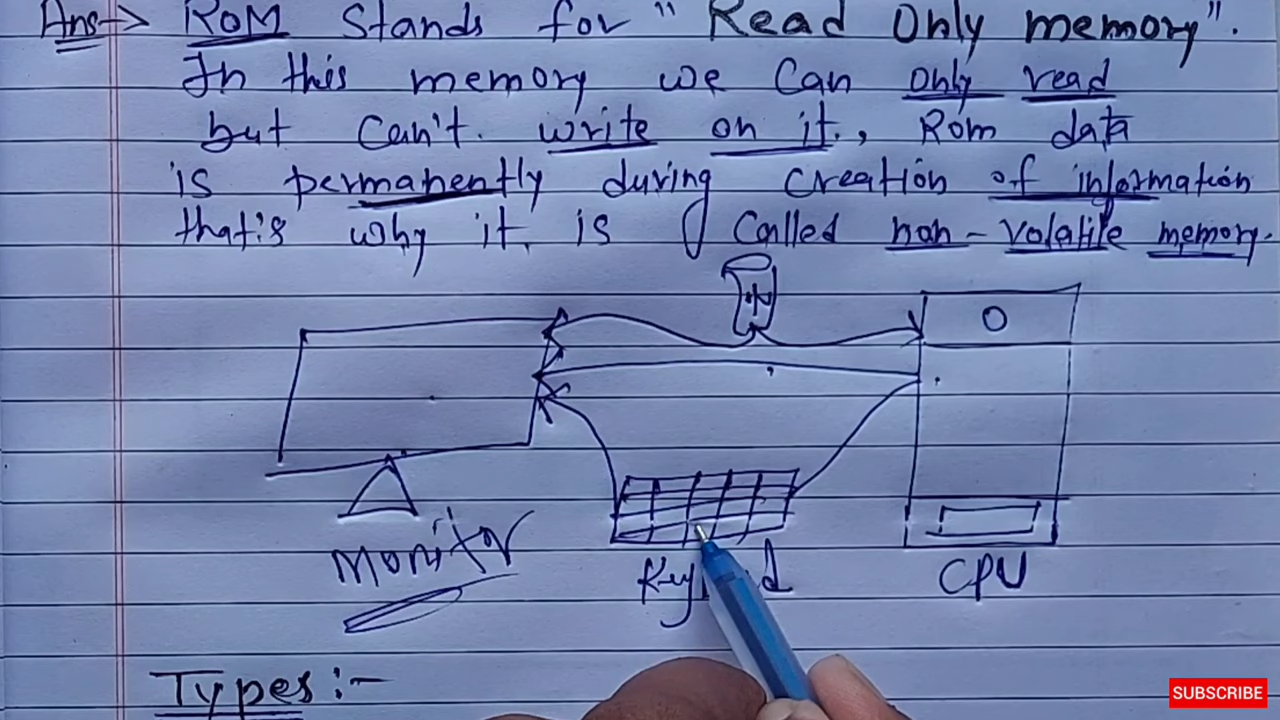 Ans→ ROM Stands for "Read Only memory".
In this memory we Can only read
but Can't. write on it., Rom data
is permanently during Creation of information
that's why it. is Called non-volatile memory.
Monitor
CPU
Types:-
SUBSCRIBE